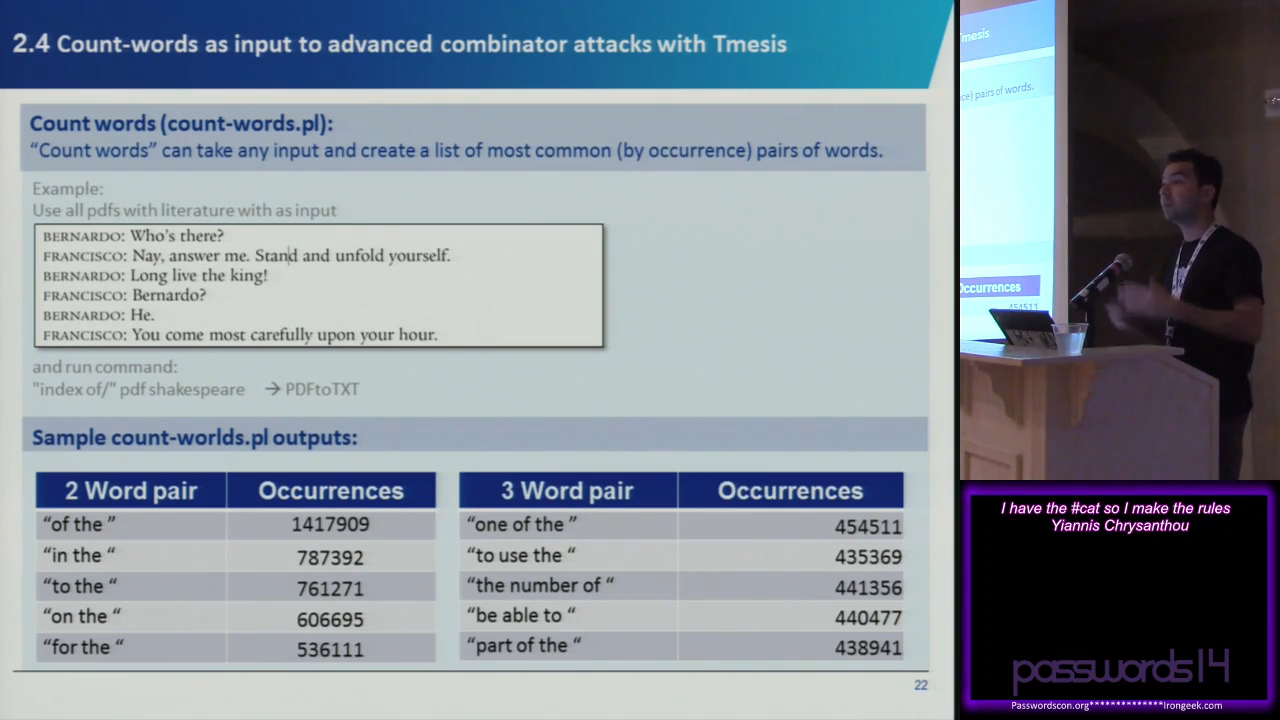 2.4 Count-words as input to advanced combinator attacks with Tmesis
Count words (count-words.pl):
“Count words” can take any input and create a list of most common (by occurrence) pairs of words.
Example:
Use all pdfs with literature with as input
BERNARDO: Who's there?
FRANCISCO: Nay, answer me. Stand and unfold yourself.
BERNARDO: Long live the king!
FRANCISCO: Bernardo?
BERNARDO: He.
FRANCISCO: You come most carefully upon your hour.
and run command:
"index of/" pdf shakespeare → PDFtoTXT
Sample count-worlds.pl outputs:
2 Word pair Occurrences
“of the “ 1417909
“in the “ 787392
“to the “ 761271
“on the “ 606695
“for the “ 536111
3 Word pair Occurrences
“one of the “ 454511
“to use the “ 435369
“the number of “ 441356
“be able to “ 440477
“part of the “ 438941
22
mesis
ce) pairs of words.
Occurrences
454511
I have the #cat so I make the rules
Yiannis Chrysanthou
passwords14
Passwordscon.org**************Irongeek.com